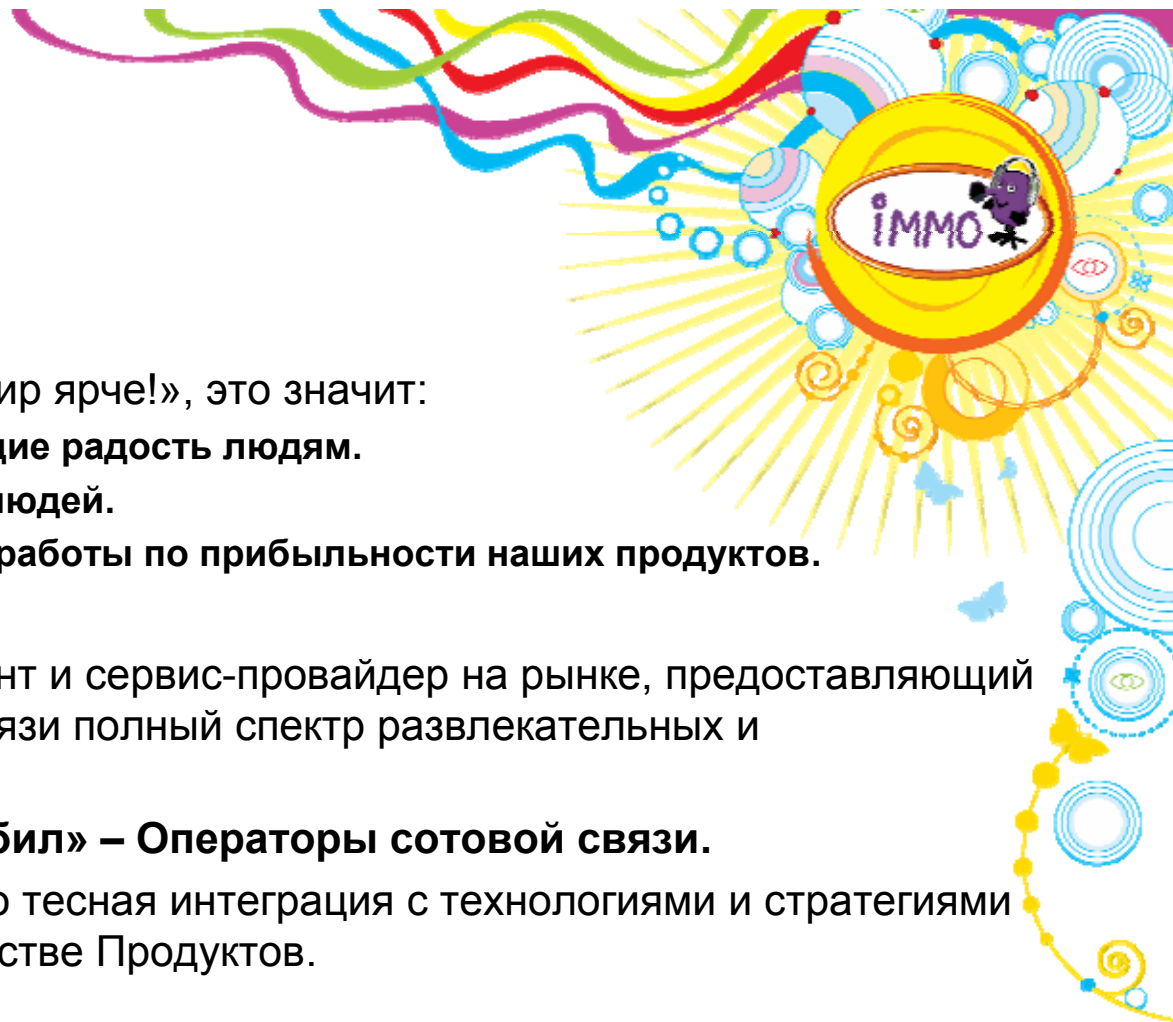 iMMO
ир ярче!», это значит:
щие радость людям.
людей.
работы по прибыльности наших продуктов.
нт и сервис-провайдер на рынке, предоставляющий
язи полный спектр развлекательных и
бил» – Операторы сотовой связи.
о тесная интеграция с технологиями и стратегиями
стве Продуктов.